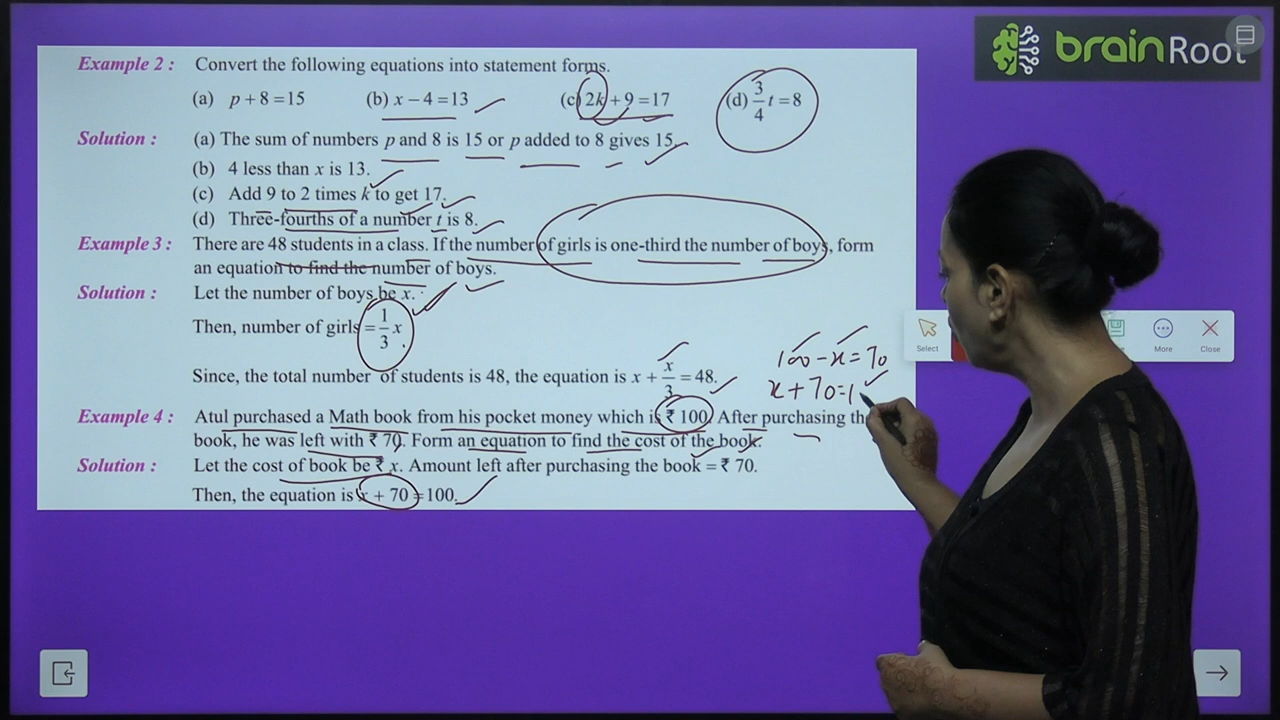 brainRoot
Example 2 : Convert the following equations into statement forms.
(a) p + 8 = 15 (b) x − 4 = 13 (c) 2k + 9 = 17 (d) 3/4 t = 8
Solution : (a) The sum of numbers p and 8 is 15 or p added to 8 gives 15.
(b) 4 less than x is 13.
(c) Add 9 to 2 times k to get 17.
(d) Three-fourths of a number t is 8.
Example 3 : There are 48 students in a class. If the number of girls is one-third the number of boys, form
an equation to find the number of boys.
Solution : Let the number of boys be x.
Then, number of girls = 1/3 x.
Since, the total number of students is 48, the equation is x + x/3 = 48.
100 − x = 70
x + 70 = 1
Select
More
Close
Example 4 : Atul purchased a Math book from his pocket money which is ₹ 100. After purchasing the
book, he was left with ₹ 70. Form an equation to find the cost of the book.
Solution : Let the cost of book be ₹ x. Amount left after purchasing the book = ₹ 70.
Then, the equation is x + 70 = 100.